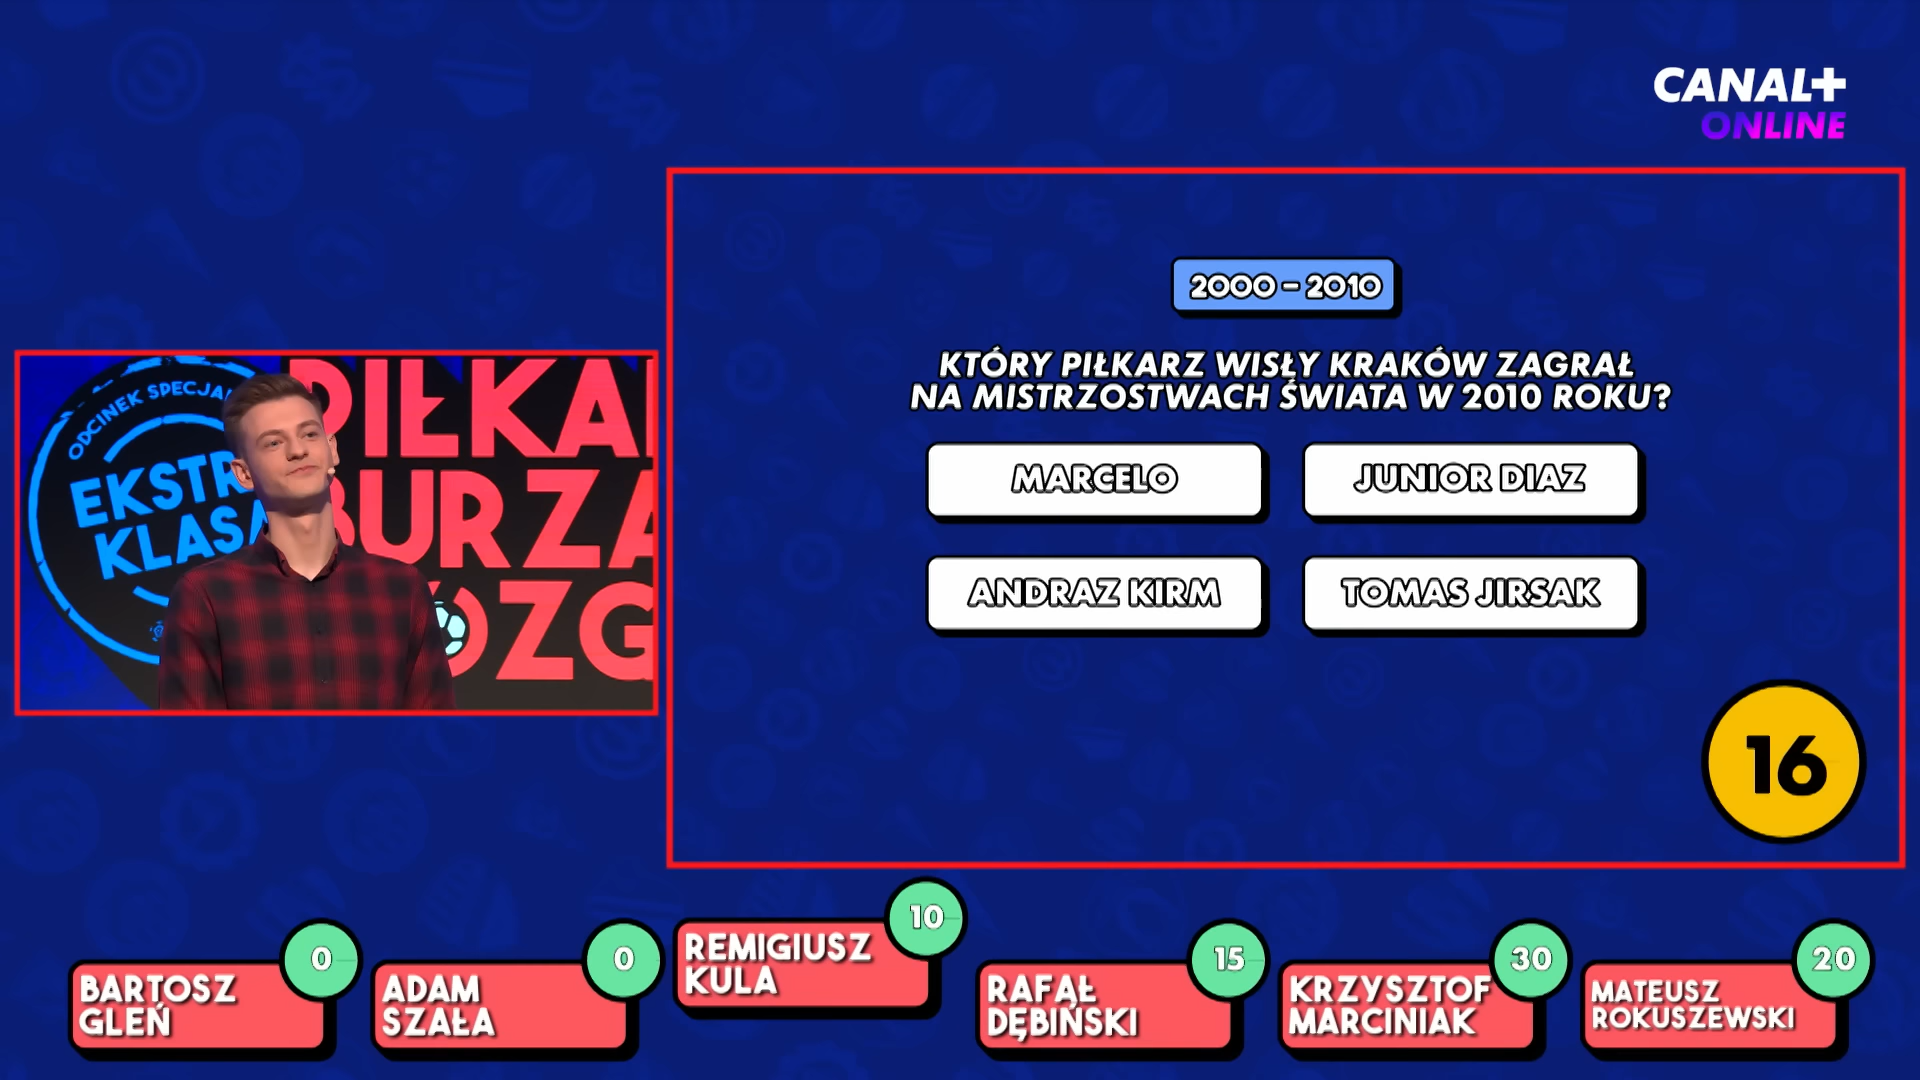 CANAL+
ONLINE
2000 – 2010
KTÓRY PIŁKARZ WISŁY KRAKÓW ZAGRAŁ
NA MISTRZOSTWACH ŚWIATA W 2010 ROKU?
MARCELO
JUNIOR DIAZ
ANDRAZ KIRM
TOMAS JIRSAK
16
ODCINEK SPECJA
EKSTR
KLASA
PIŁKA
BURZA
ÓZG
BARTOSZ
GLEŃ
0
ADAM
SZAŁA
0
REMIGIUSZ
KULA
10
RAFAŁ
DĘBIŃSKI
15
KRZYSZTOF
MARCINIAK
30
MATEUSZ
ROKUSZEWSKI
20